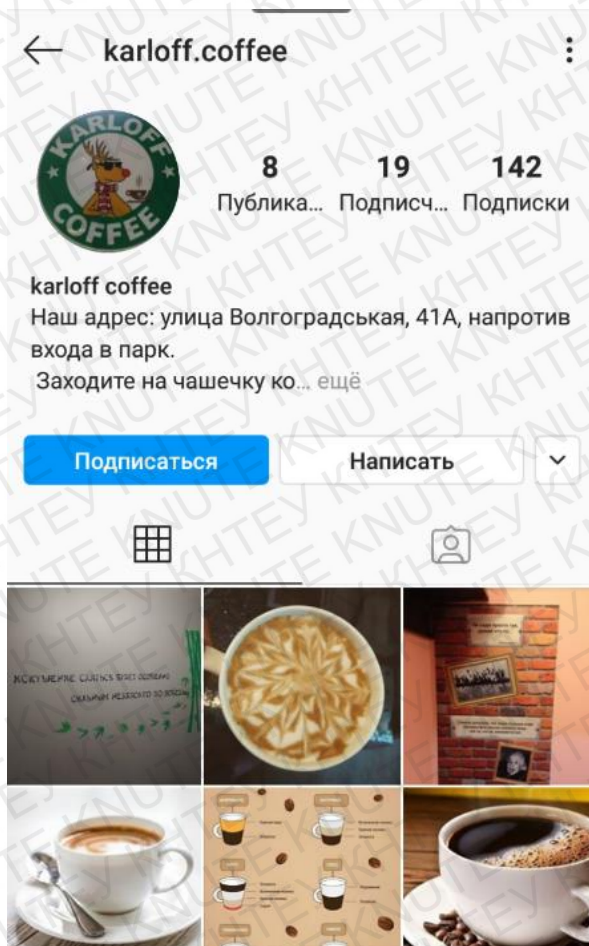 karloff.coffee
KARLOFF
COFFEE
8 19 142
Публика... Подписч... Подписки
karloff coffee
Наш адрес: улица Волгоградськая, 41А, напротив
входа в парк.
Заходите на чашечку ко... ещё
Подписаться Написать